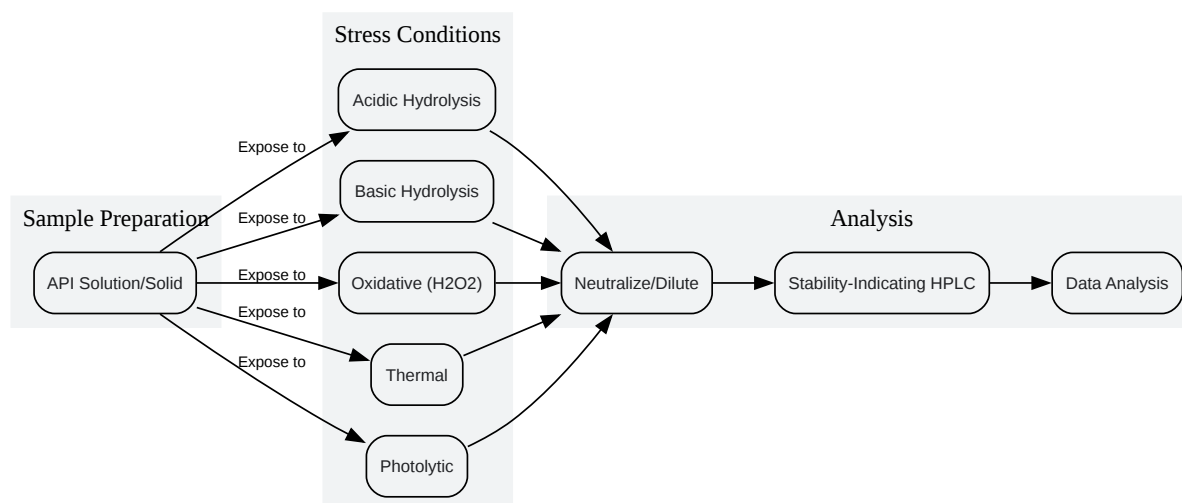 Stress Conditions
Acidic Hydrolysis
Expose to
Basic Hydrolysis
Sample Preparation
Expose to
Analysis
API Solution/Solid
Expose to
Oxidative (H2O2)
Neutralize/Dilute
Stability-Indicating HPLC
Data Analysis
Expose to
Thermal
Expose to
Photolytic